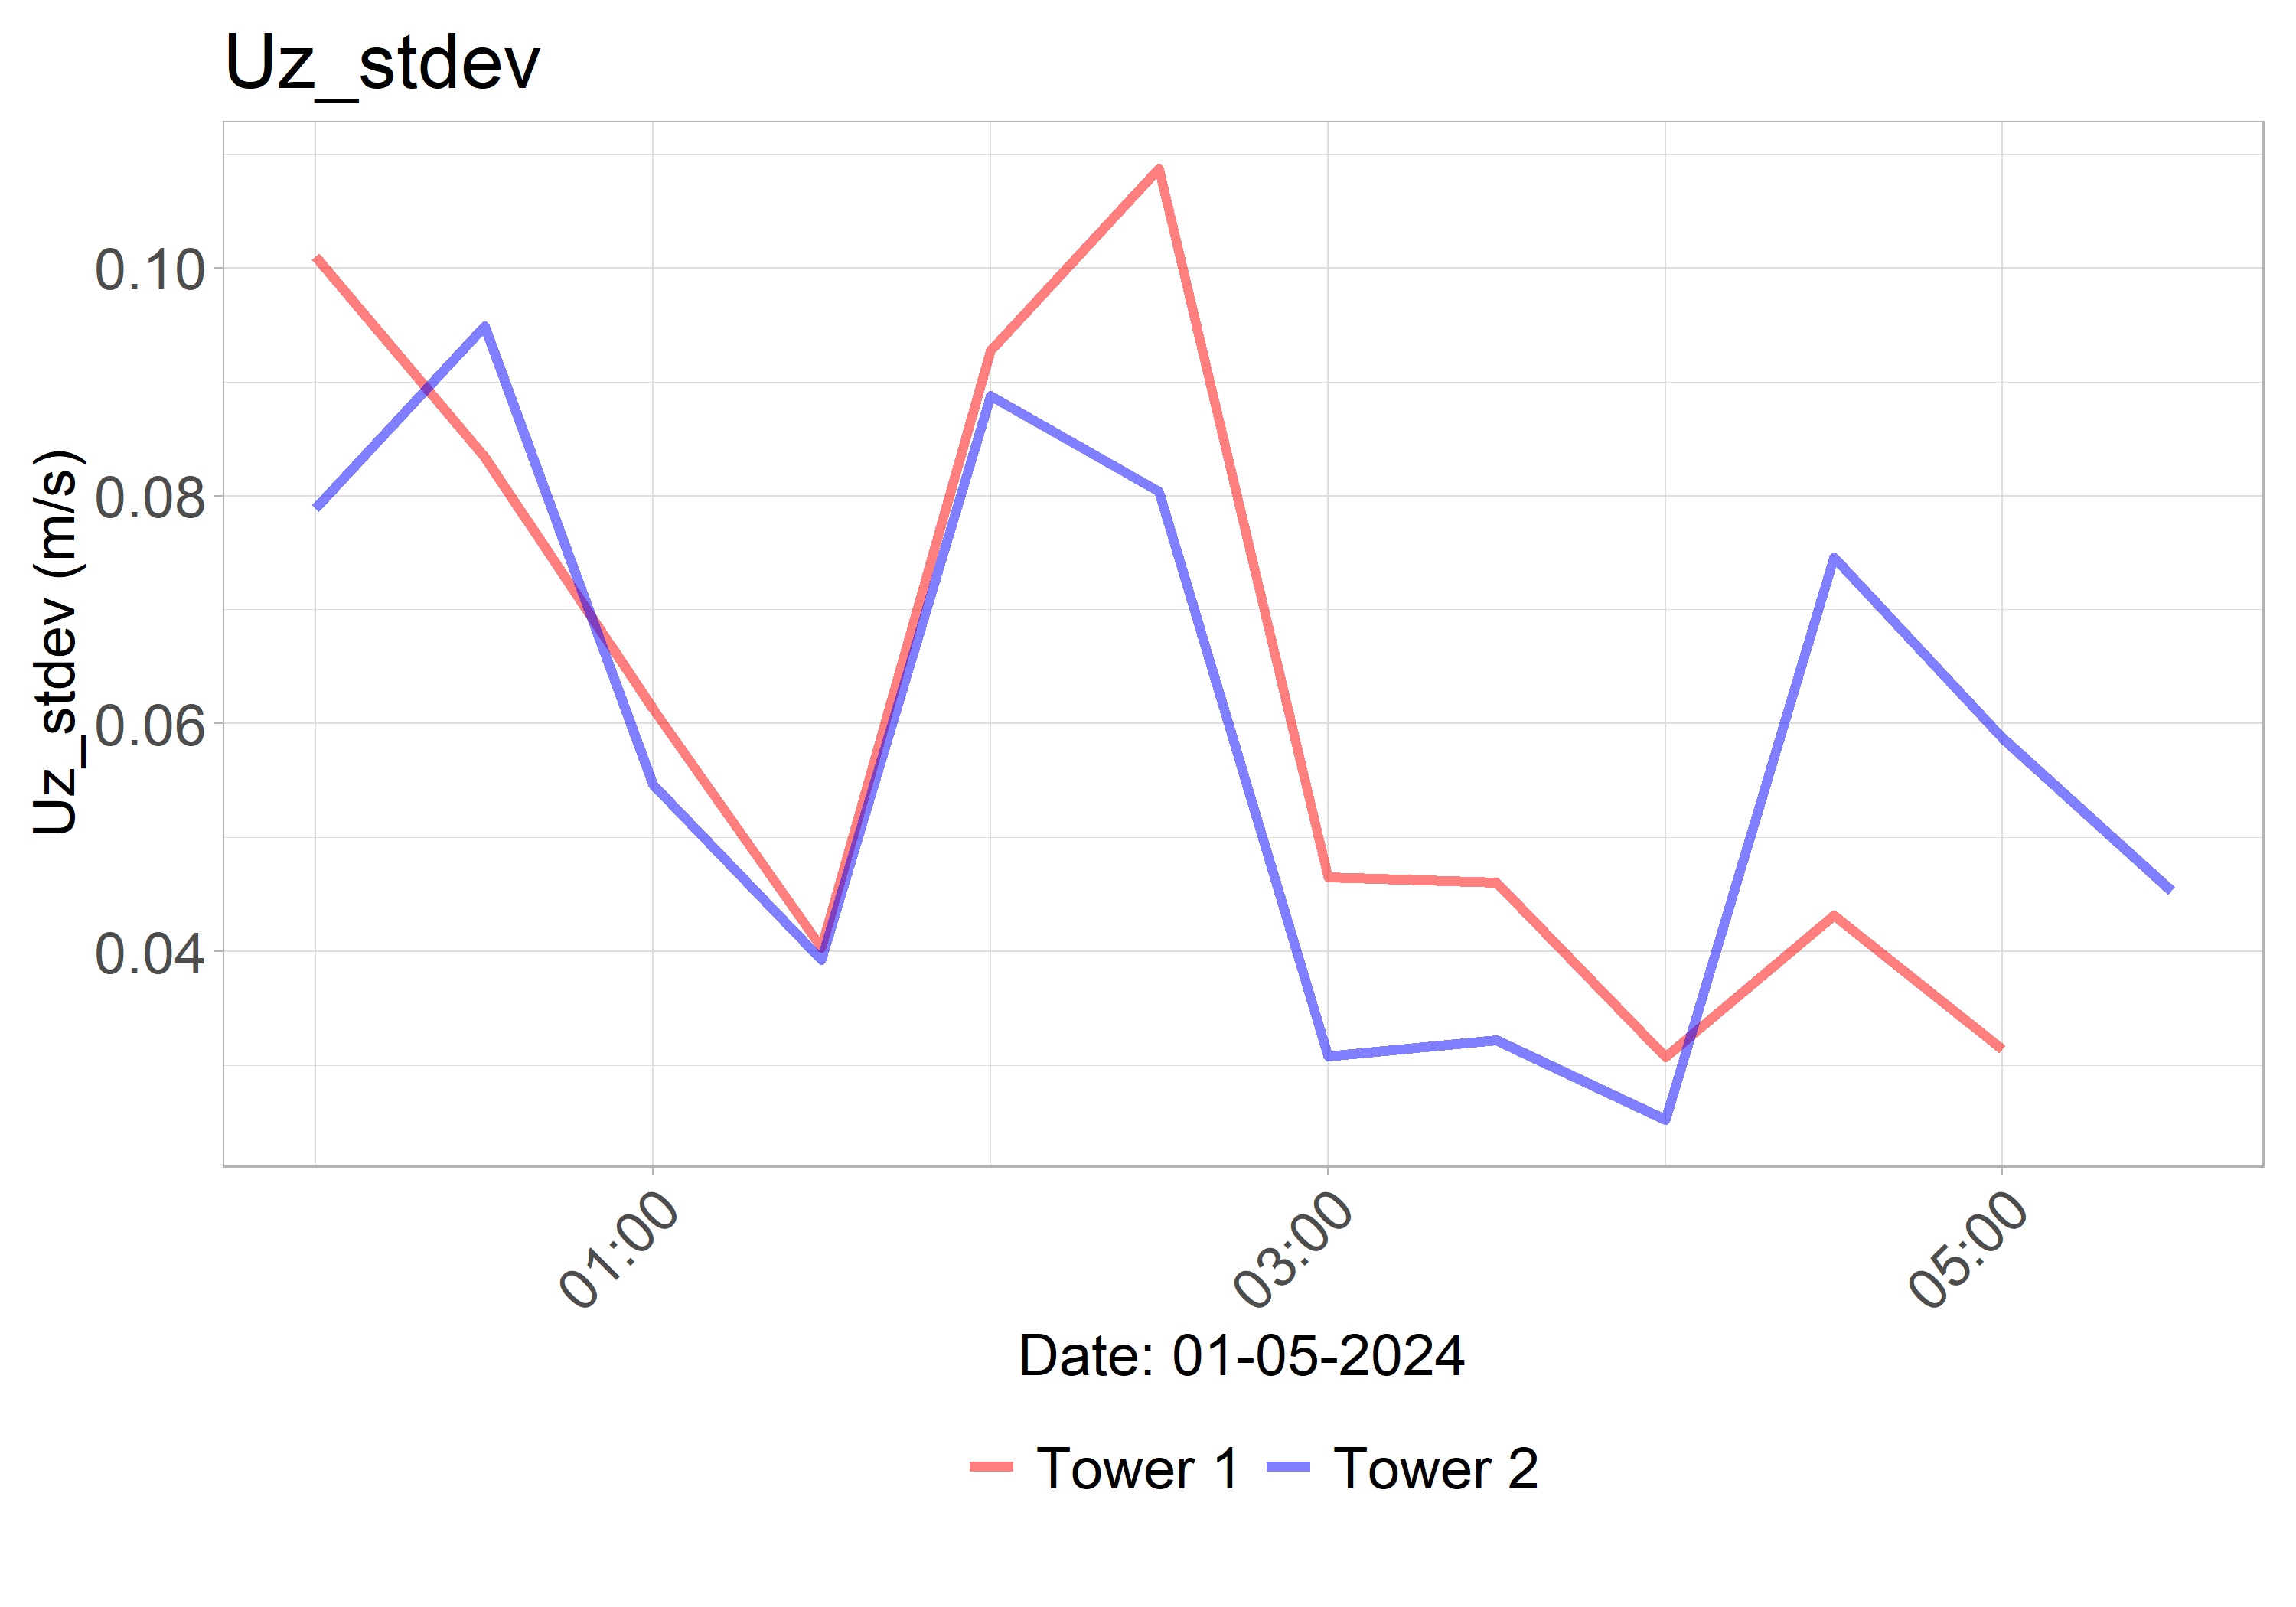 Uz_stdev
Uz_stdev (m/s)
0.10
0.08
0.06
0.04
01:00
03:00
05:00
Date: 01-05-2024
Tower 1
Tower 2